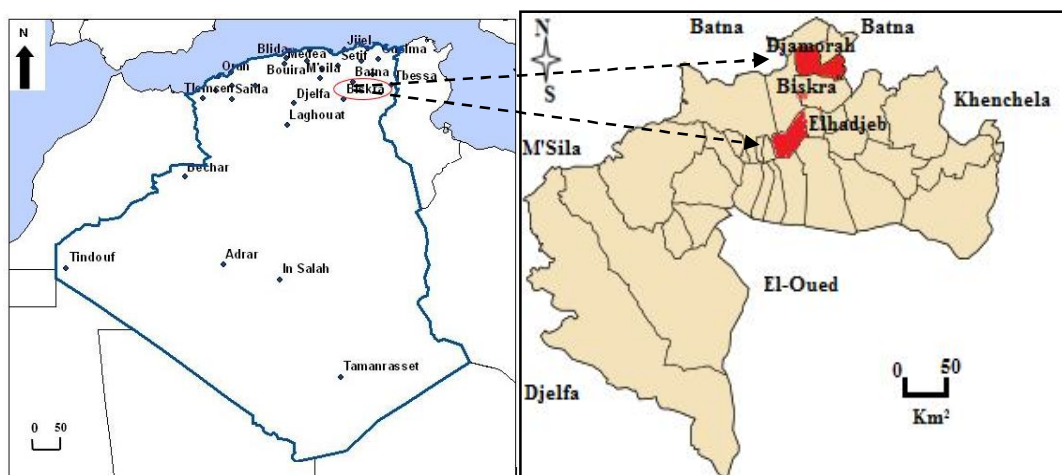 N
Jijel
Blida
Medea
Setif
Guelma
Oran
Bouira
M'sila
Batna
Tbessa
Tlemcen
Saida
Djelfa
Biskra
Laghouat
Bechar
Tindouf
Adrar
In Salah
Tamanrasset
0 50
N
S
Batna
Batna
Djamorah
Biskra
Khenchela
Elhadjeb
M'Sila
El-Oued
Djelfa
0 50
Km²